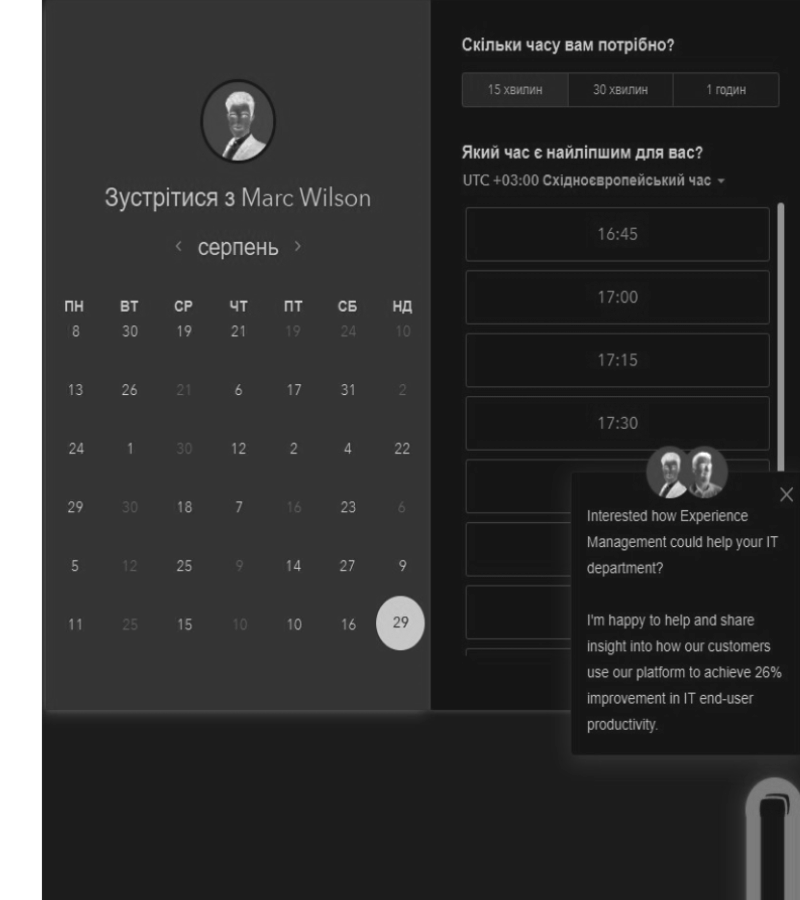 Зустрітися з Marc Wilson
серпень
ПН ВТ СР ЧТ ПТ СБ НД
8 30 19 21 19 24 10
13 26 21 6 17 31 2
24 1 30 12 2 4 22
29 30 18 7 16 23 6
5 12 25 9 14 27 9
11 25 15 10 10 16 29
Скільки часу вам потрібно?
15 хвилин 30 хвилин 1 годин
Який час є найліпшим для вас?
UTC +03:00 Східноєвропейський час
16:45
17:00
17:15
17:30
Interested how Experience
Management could help your IT
department?
I'm happy to help and share
insight into how our customers
use our platform to achieve 26%
improvement in IT end-user
productivity.